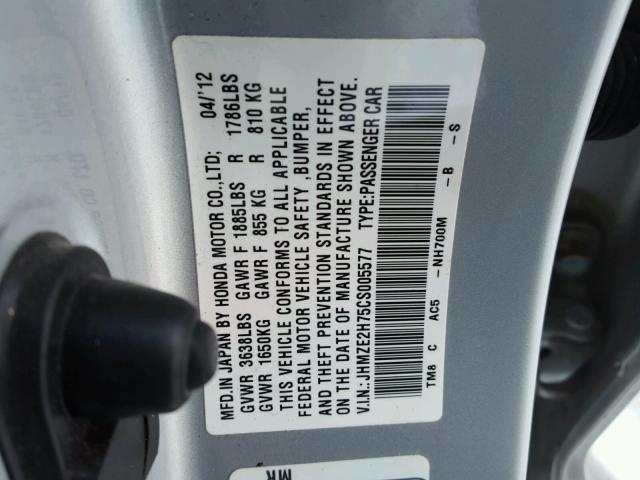 MFD.IN JAPAN BY HONDA MOTOR CO.,LTD; 04/'12
GVWR 3638LBS GAWR F 1885LBS R 1786LBS
GVWR 1650KG GAWR F 855 KG R 810 KG
THIS VEHICLE CONFORMS TO ALL APPLICABLE
FEDERAL MOTOR VEHICLE SAFETY ,BUMPER,
AND THEFT PREVENTION STANDARDS IN EFFECT
ON THE DATE OF MANUFACTURE SHOWN ABOVE.
V.I.N.: JHMZE2H75CS005577 TYPE:PASSENGER CAR
TM8 C AC5 -NH700M -B -S
MR